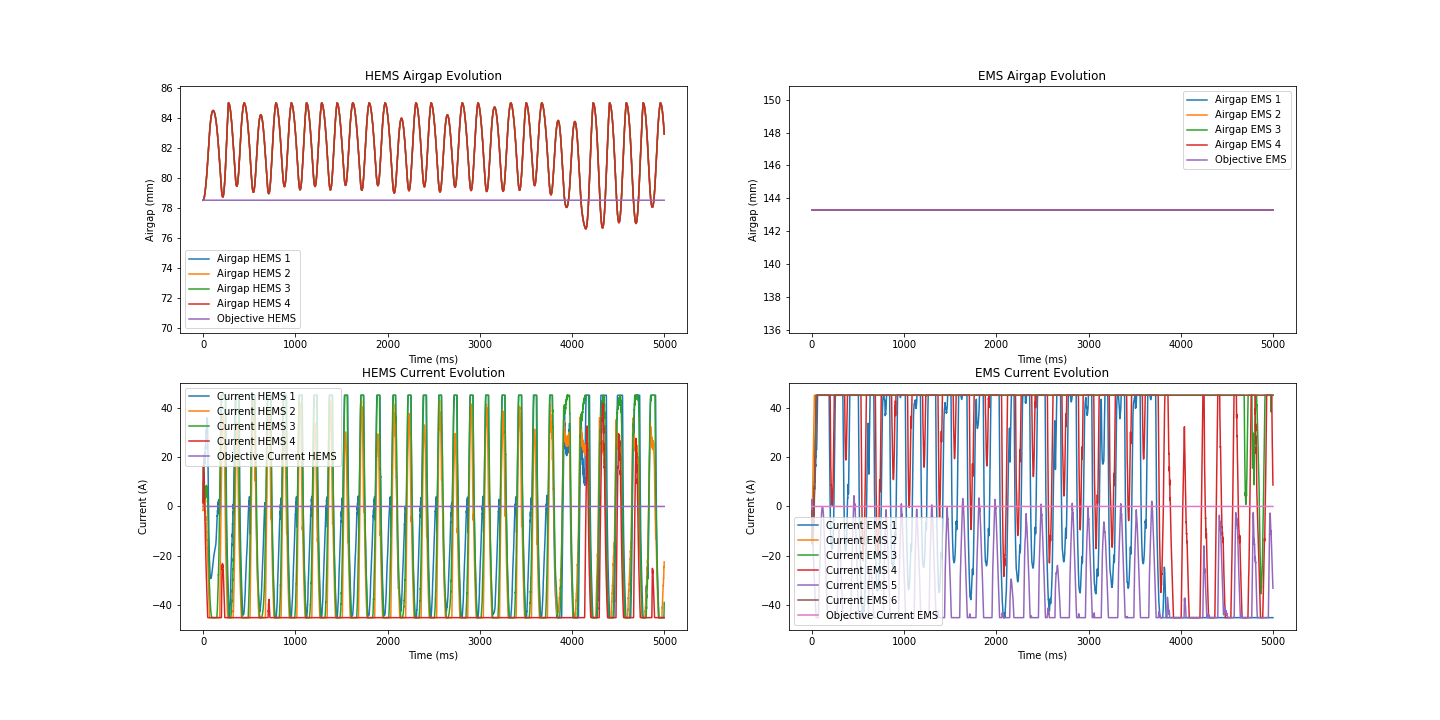 HEMS Airgap Evolution
86
84
82
80
78
76
74
72
70
Airgap (mm)
Airgap HEMS 1
Airgap HEMS 2
Airgap HEMS 3
Airgap HEMS 4
Objective HEMS
0 1000 2000 3000 4000 5000
Time (ms)
EMS Airgap Evolution
150
148
146
144
142
140
138
136
Airgap (mm)
Airgap EMS 1
Airgap EMS 2
Airgap EMS 3
Airgap EMS 4
Objective EMS
0 1000 2000 3000 4000 5000
Time (ms)
HEMS Current Evolution
40
20
0
−20
−40
Current (A)
Current HEMS 1
Current HEMS 2
Current HEMS 3
Current HEMS 4
Objective Current HEMS
0 1000 2000 3000 4000 5000
Time (ms)
EMS Current Evolution
40
20
0
−20
−40
Current (A)
Current EMS 1
Current EMS 2
Current EMS 3
Current EMS 4
Current EMS 5
Current EMS 6
Objective Current EMS
0 1000 2000 3000 4000 5000
Time (ms)